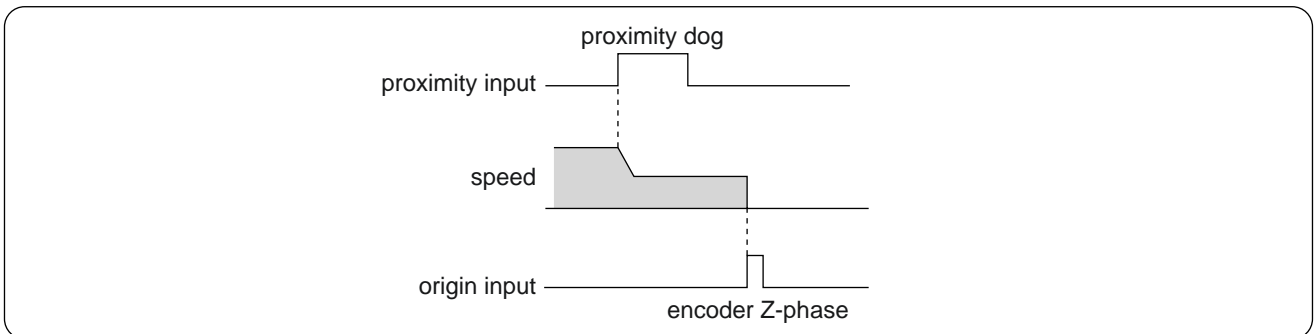 proximity dog
proximity input
speed
origin input
encoder Z-phase